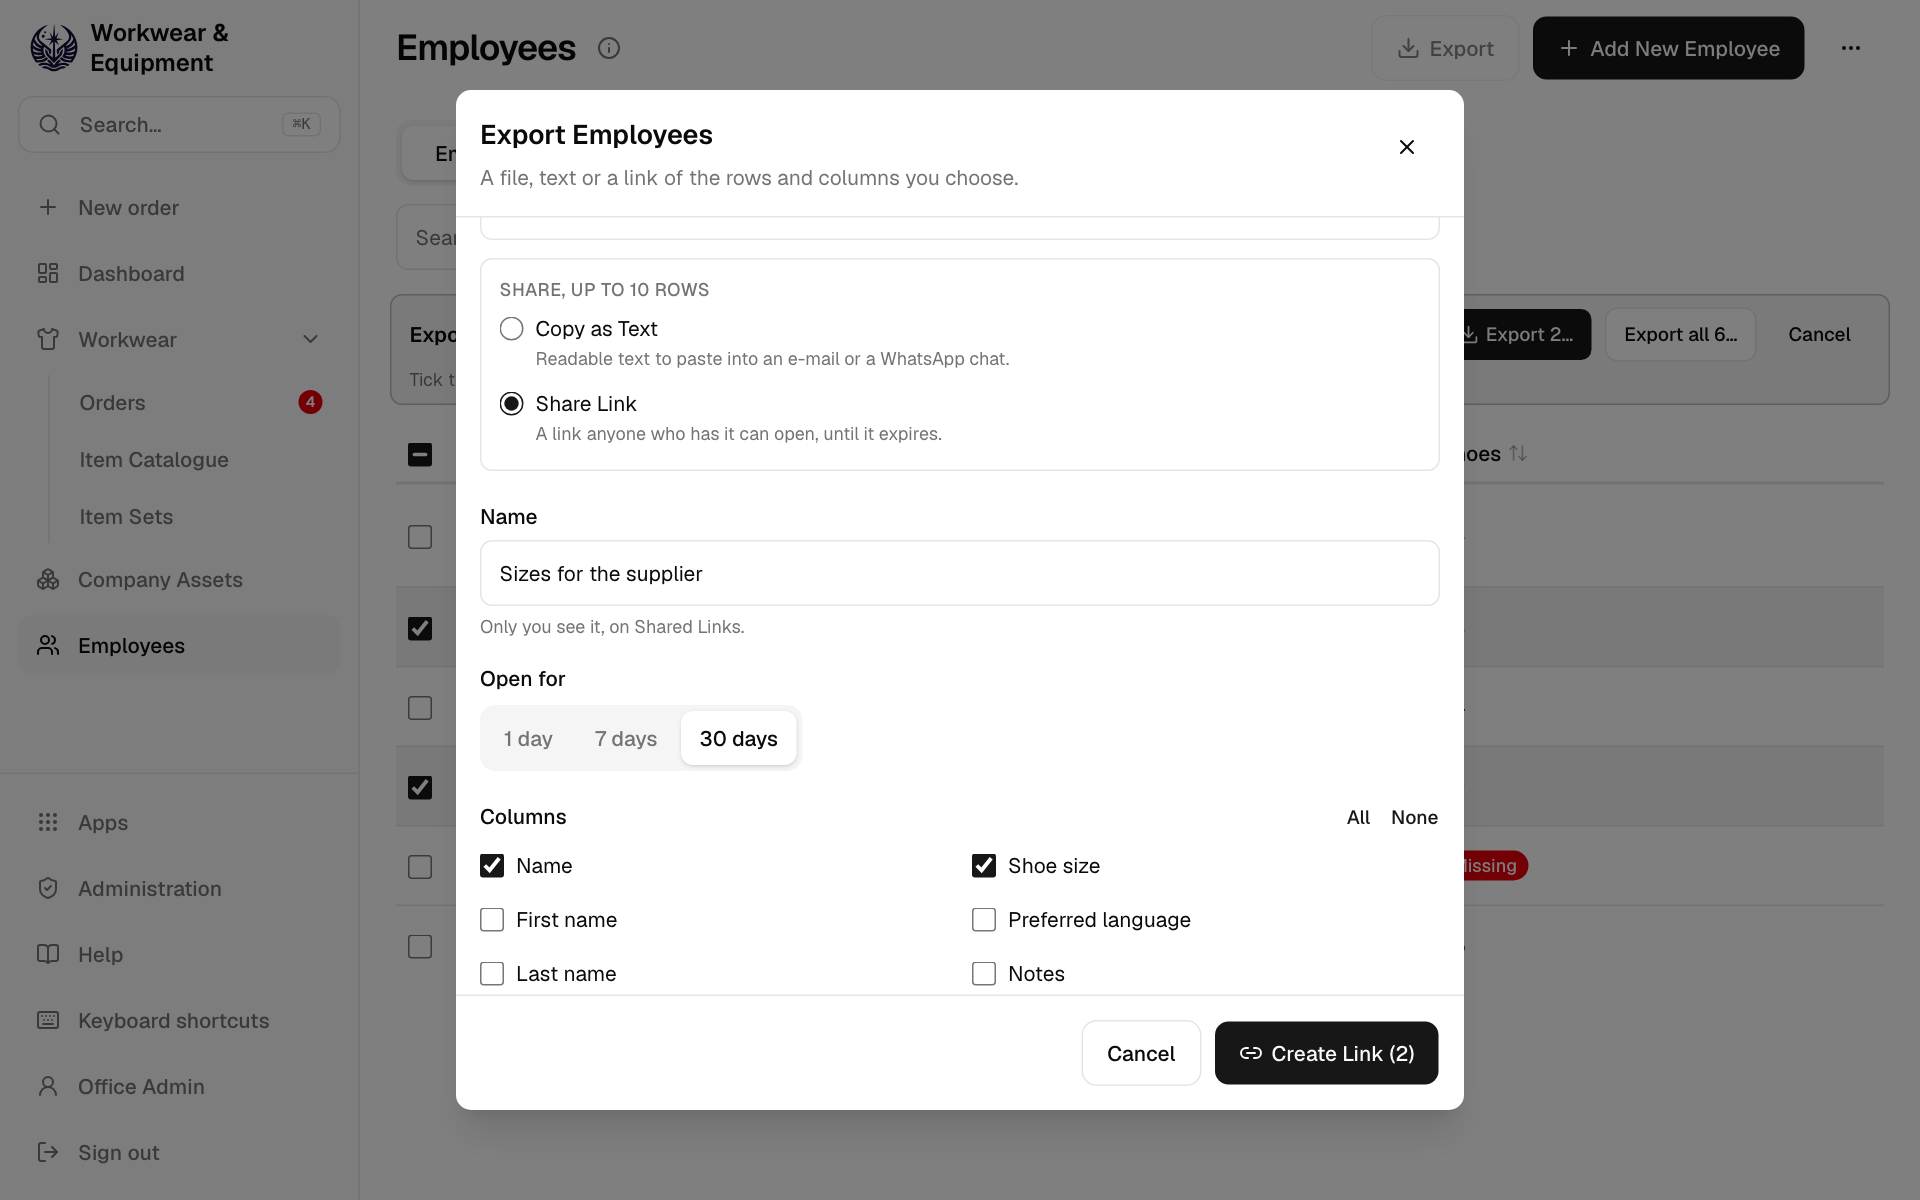 Workwear &
Equipment
Search...
⌘K
New order
Dashboard
Workwear
Orders
4
Item Catalogue
Item Sets
Company Assets
Employees
Apps
Administration
Help
Keyboard shortcuts
Office Admin
Sign out
Employees
Export
Add New Employee
Export 2...
Export all 6...
Cancel
Tick
Export Employees
A file, text or a link of the rows and columns you choose.
SHARE, UP TO 10 ROWS
Copy as Text
Readable text to paste into an e-mail or a WhatsApp chat.
Share Link
A link anyone who has it can open, until it expires.
Name
Sizes for the supplier
Only you see it, on Shared Links.
Open for
1 day
7 days
30 days
Columns
All
None
Name
Shoe size
First name
Preferred language
Last name
Notes
Cancel
Create Link (2)